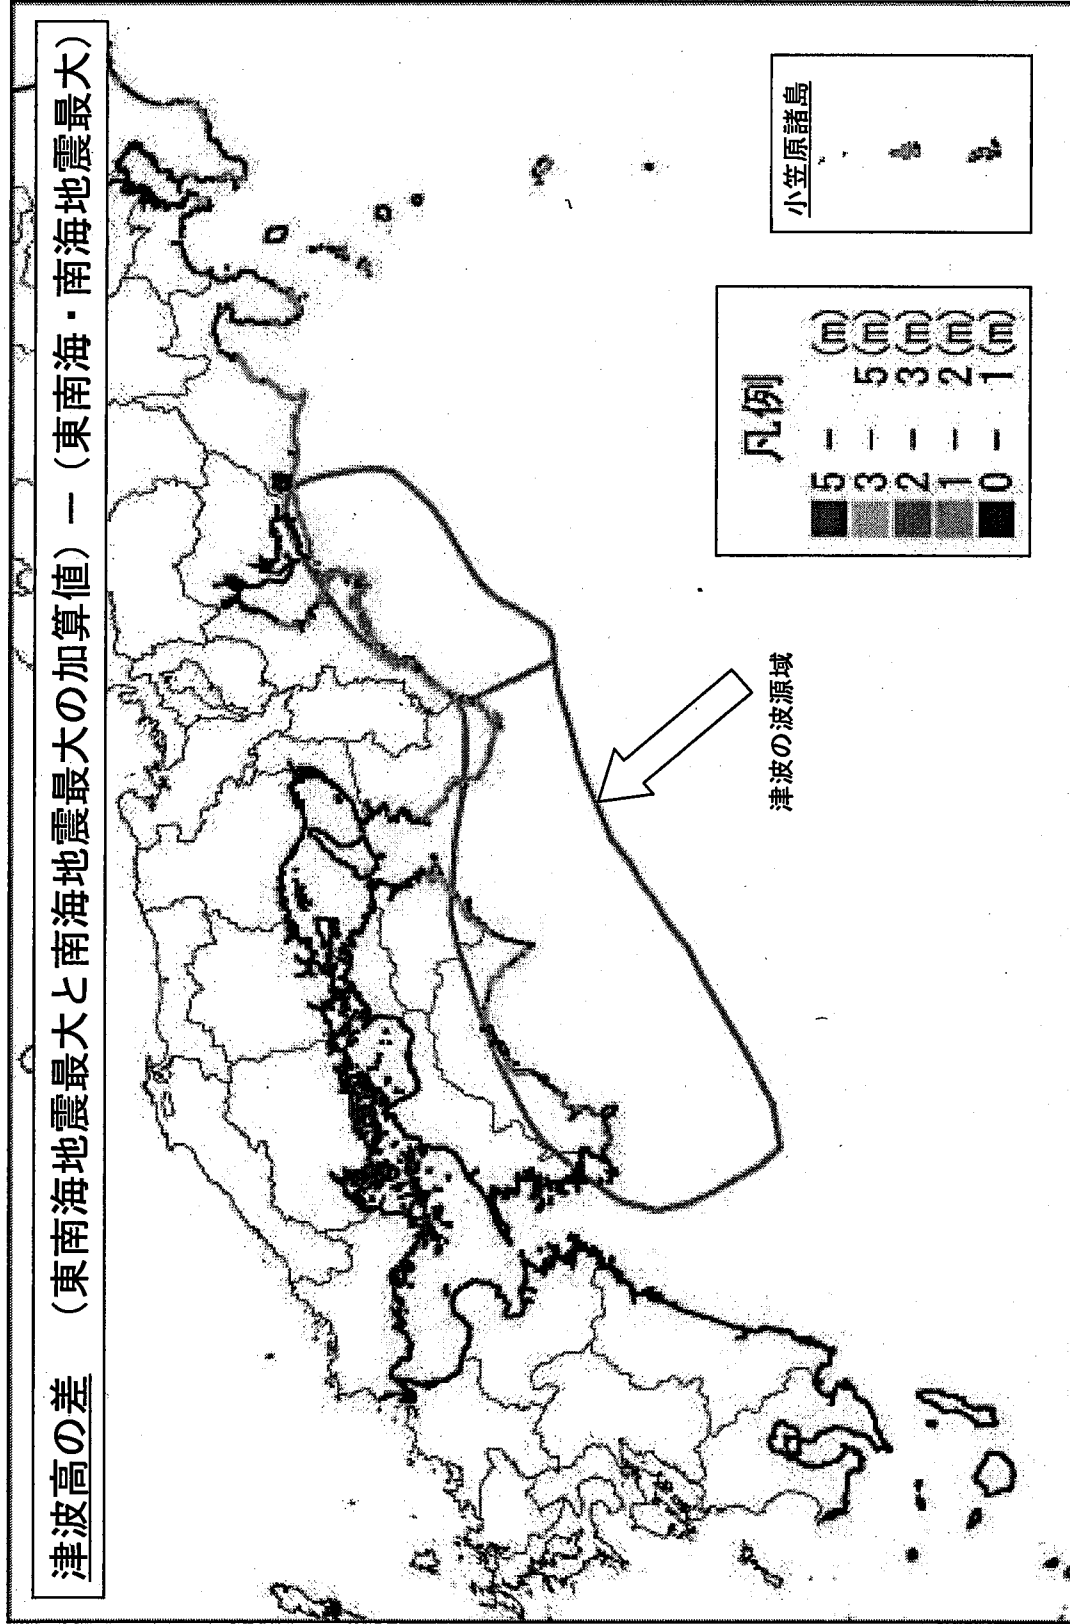 津波高の差 (東南海地震最大と南海地震最大の加算値)－(東南海・南海地震最大)
小笠原諸島
凡例
5 - (m)
3 - 5(m)
2 - 3(m)
1 - 2(m)
0 - 1(m)
津波の波源域